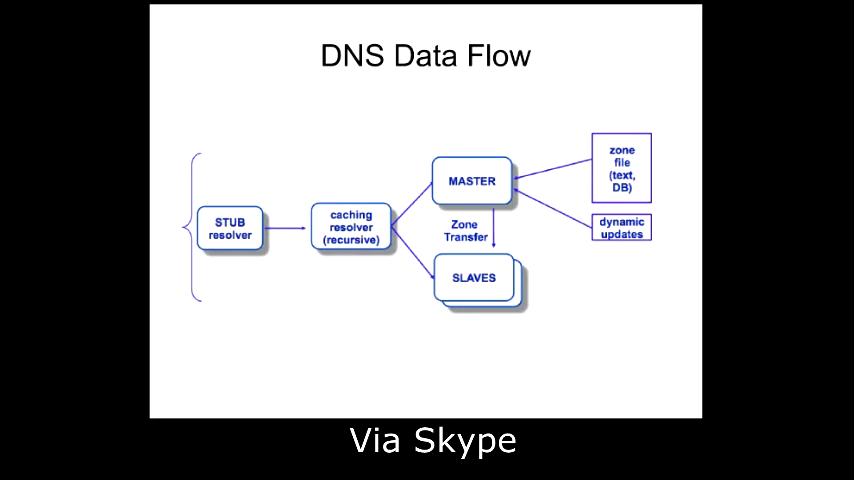 DNS Data Flow
zone
file
(text,
DB)
MASTER
STUB
resolver
caching
resolver
(recursive)
Zone
Transfer
dynamic
updates
SLAVES
Via Skype